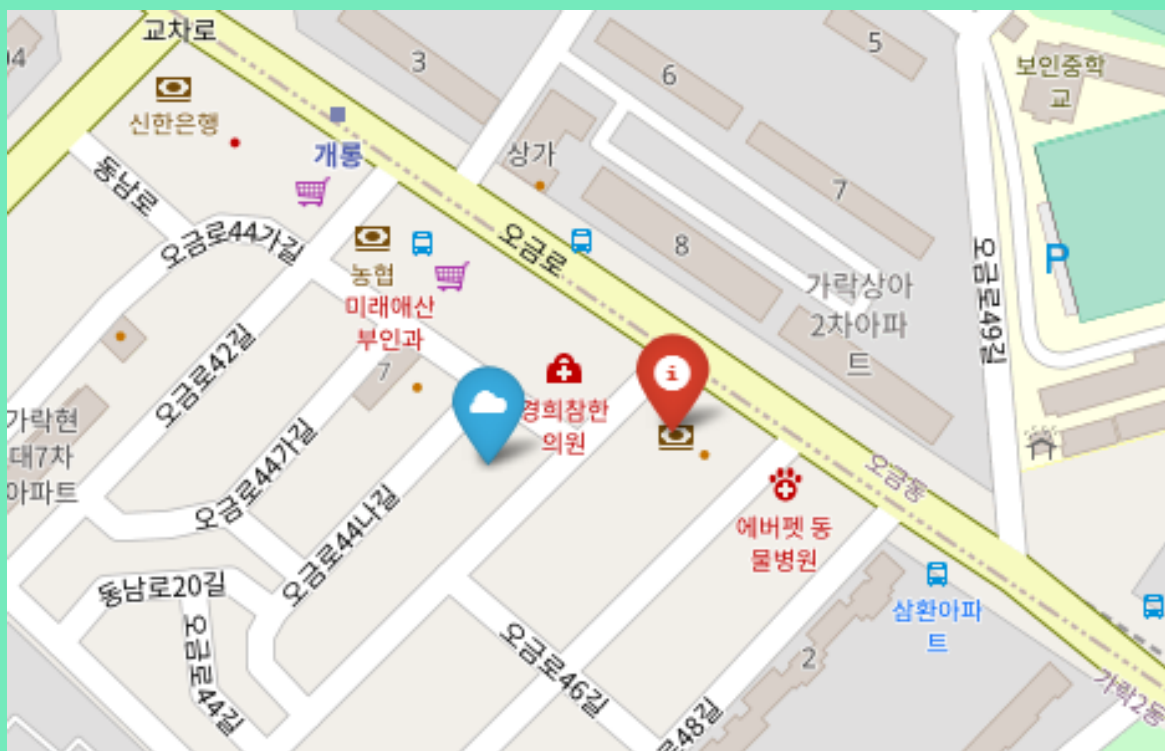 교차로
04
3
5
6
보인중학
교
신한은행
개롱
상가
동남로
7
오금로44가길
오금로
8
오금로49길
P
농협
가락상아
2차아파
트
미래애산
부인과
7
오금로42길
경희참한
의원
가락현
대7차
아파트
오금로44가길
오금동
오금로44나길
에버펫 동
물병원
동남로20길
삼환아파
트
오금로44길
오금로46길
2
로48길
가락2동